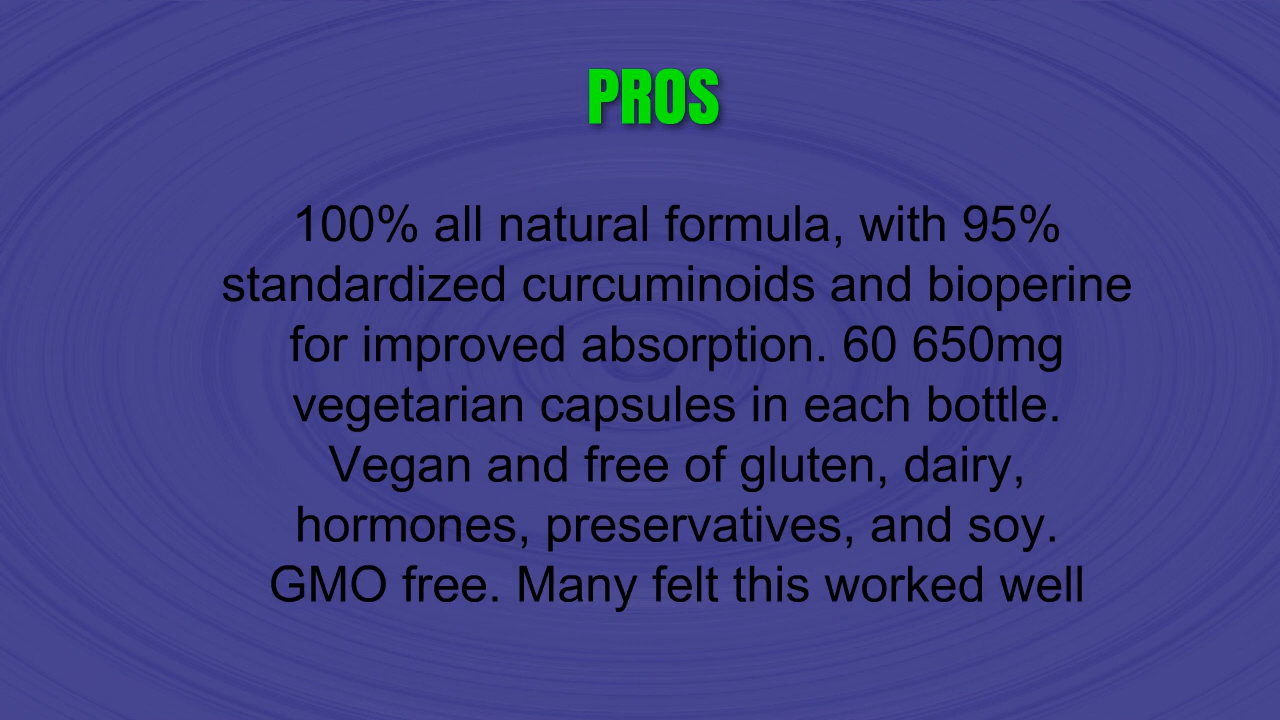 PROS
100% all natural formula, with 95%
standardized curcuminoids and bioperine
for improved absorption. 60 650mg
vegetarian capsules in each bottle.
Vegan and free of gluten, dairy,
hormones, preservatives, and soy.
GMO free. Many felt this worked well